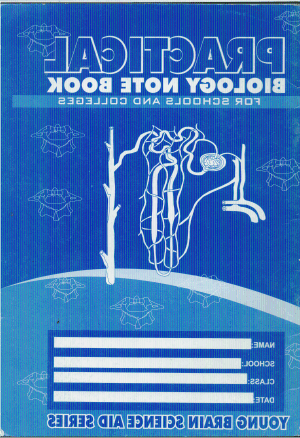 PRACTICAL
BIOLOGY NOTE BOOK
FOR SCHOOLS AND COLLEGES
NAME:
SCHOOL:
CLASS:
DATE:
YOUNG BRAIN SCIENCE AID SERIES